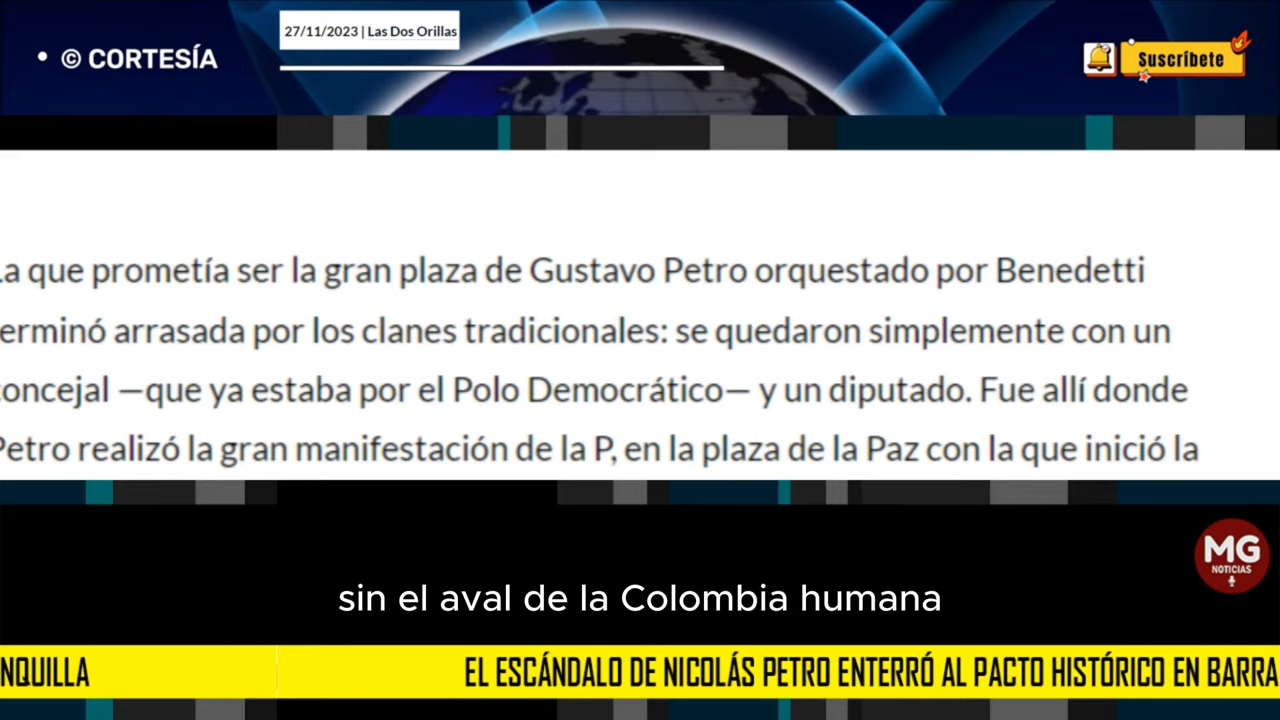 27/11/2023 | Las Dos Orillas
• © CORTESÍA
Suscríbete
La que prometía ser la gran plaza de Gustavo Petro orquestado por Benedetti
terminó arrasada por los clanes tradicionales: se quedaron simplemente con un
concejal —que ya estaba por el Polo Democrático— y un diputado. Fue allí donde
Petro realizó la gran manifestación de la P, en la plaza de la Paz con la que inició la
MG
NOTICIAS
sin el aval de la Colombia humana
NQUILLA
EL ESCÁNDALO DE NICOLÁS PETRO ENTERRÓ AL PACTO HISTÓRICO EN BARRA